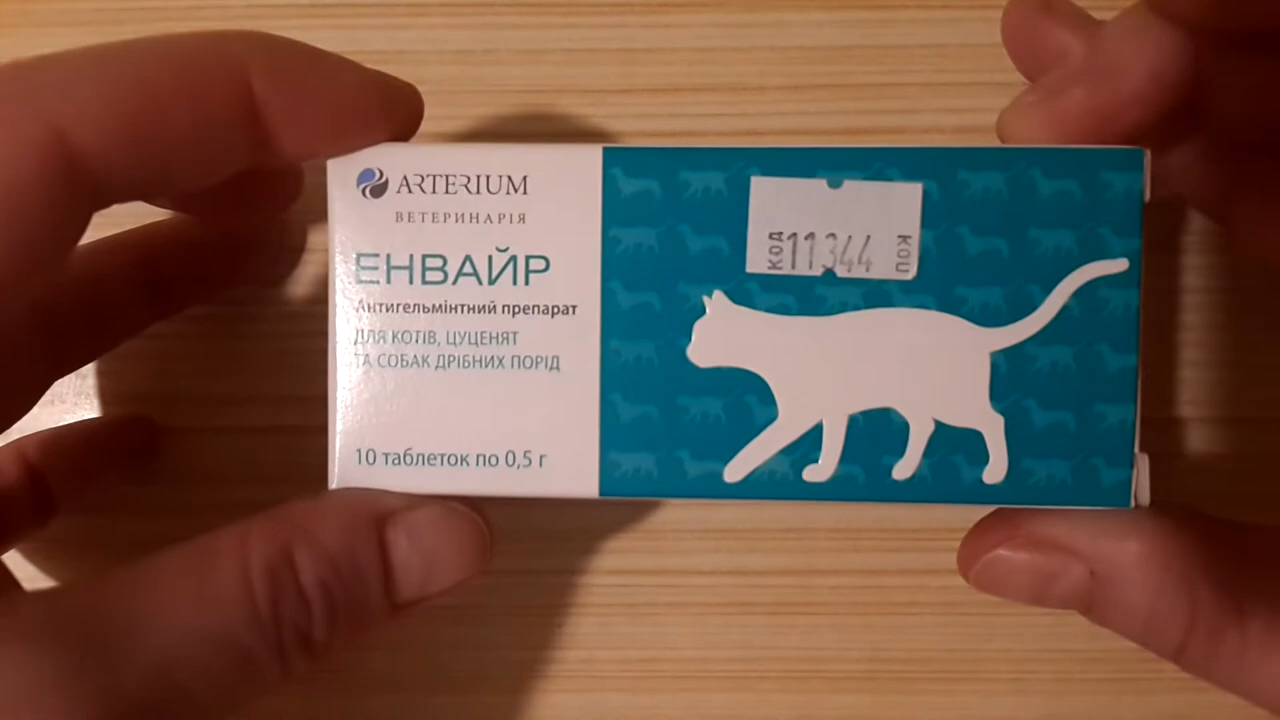 ARTERIUM
ВЕТЕРИНАРІЯ
ЕНВАЙР
Антигельмінтний препарат
ДЛЯ КОТІВ, ЦУЦЕНЯТ
ТА СОБАК ДРІБНИХ ПОРІД
10 таблеток по 0,5 г
КОД 11344 КОД